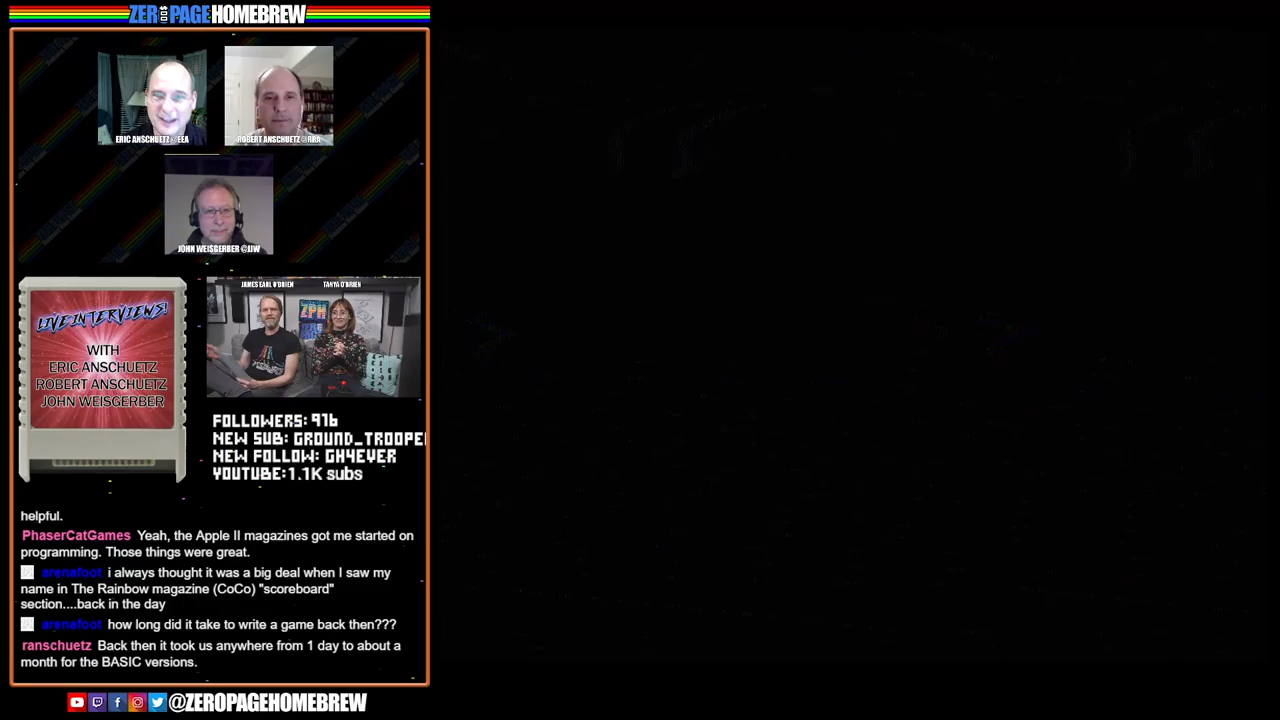 ZEROPAGE HOMEBREW
ERIC ANSCHUETZ @EEA
ROBERT ANSCHUETZ @RRA
JOHN WEISGERBER @JJW
LIVE INTERVIEWS!
WITH
ERIC ANSCHUETZ
ROBERT ANSCHUETZ
JOHN WEISGERBER
JAMES EARL O'BRIEN
TANYA O'BRIEN
ZPH
FOLLOWERS: 916
NEW SUB: GROUND_TROOPE
NEW FOLLOW: GH4EVER
YOUTUBE: 1.1K subs
helpful.
PhaserCatGames Yeah, the Apple II magazines got me started on
programming. Those things were great.
arenafoot i always thought it was a big deal when I saw my
name in The Rainbow magazine (CoCo) "scoreboard"
section....back in the day
arenafoot how long did it take to write a game back then???
ranschuetz Back then it took us anywhere from 1 day to about a
month for the BASIC versions.
@ZEROPAGEHOMEBREW